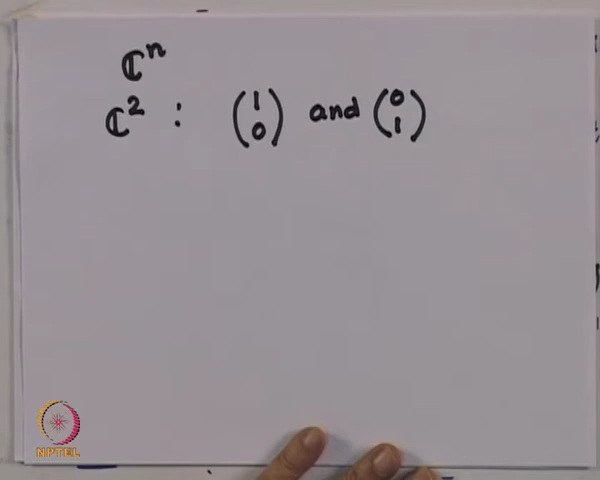 ℂⁿ
ℂ² : (1 0) and (0 1)
NPTEL